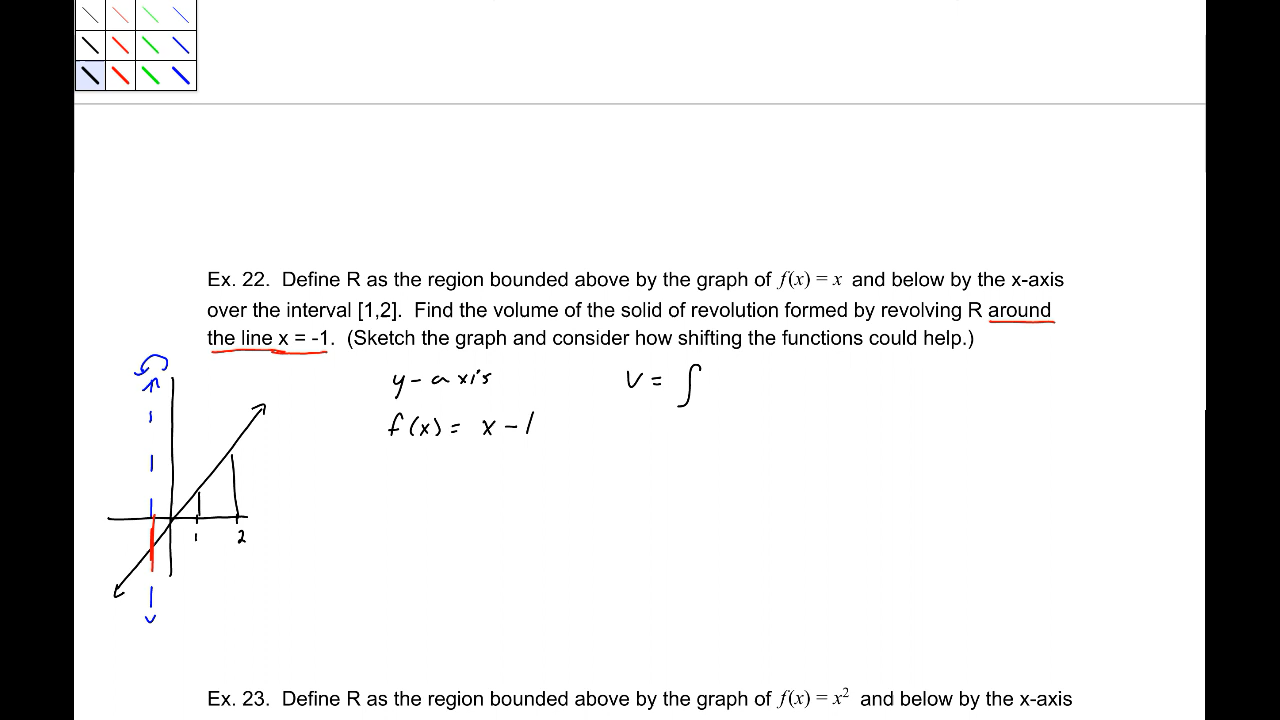 Ex. 22. Define R as the region bounded above by the graph of f(x) = x and below by the x-axis
over the interval [1,2]. Find the volume of the solid of revolution formed by revolving R around
the line x = -1. (Sketch the graph and consider how shifting the functions could help.)
y-axis
V = ∫
f(x) = x - 1
1 2
Ex. 23. Define R as the region bounded above by the graph of f(x) = x² and below by the x-axis